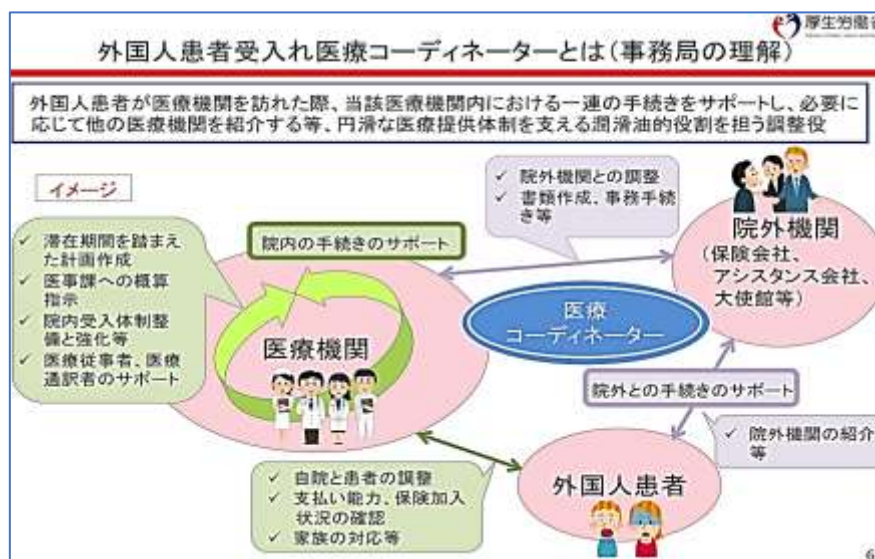 厚生労働省
外国人患者受入れ医療コーディネーターとは(事務局の理解)
外国人患者が医療機関を訪れた際、当該医療機関内における一連の手続きをサポートし、必要に
応じて他の医療機関を紹介する等、円滑な医療提供体制を支える潤滑油的役割を担う調整役
イメージ
✓ 院外機関との調整
✓ 書類作成、事務手続
き等
院外機関
(保険会社、
アシスタンス会社、
大使館等)
✓ 滞在期間を踏まえ
た計画作成
✓ 医事課への概算
指示
✓ 院内受入体制整
備と強化等
✓ 医療従事者、医療
通訳者のサポート
院内の手続きのサポート
医療機関
医療
コーディネーター
院外との手続きのサポート
✓ 院外機関の紹介
等
✓ 自院と患者の調整
✓ 支払い能力、保険加入
状況の確認
✓ 家族の対応等
外国人患者
6